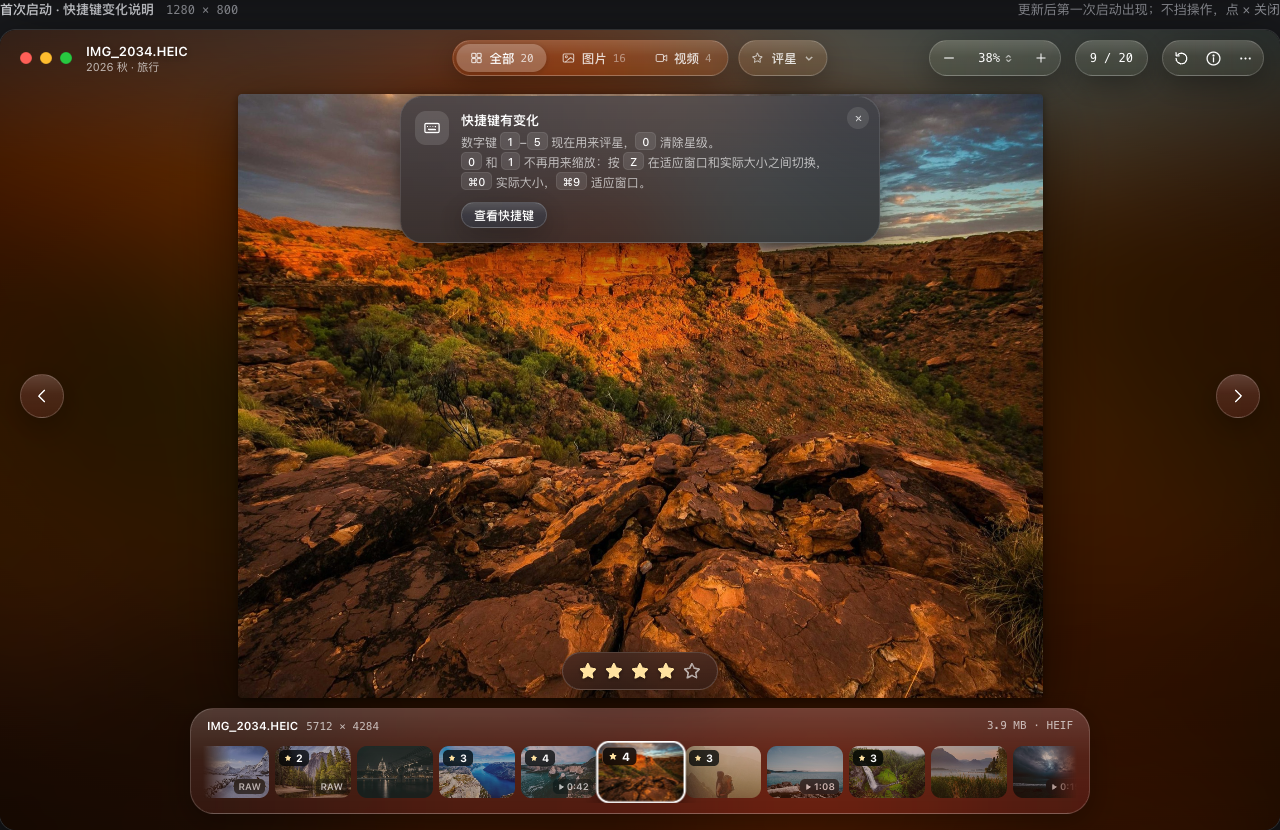 首次启动 · 快捷键变化说明 1280 × 800
更新后第一次启动出现；不挡操作，点 × 关闭
IMG_2034.HEIC
2026 秋 · 旅行
全部 20
图片 16
视频 4
评星
38%
9 / 20
快捷键有变化
数字键 1–5 现在用来评星，0 清除星级。
0 和 1 不再用来缩放：按 Z 在适应窗口和实际大小之间切换，
⌘0 实际大小，⌘9 适应窗口。
查看快捷键
IMG_2034.HEIC 5712 × 4284
3.9 MB · HEIF
RAW
2
RAW
3
4
0:42
4
3
1:08
3